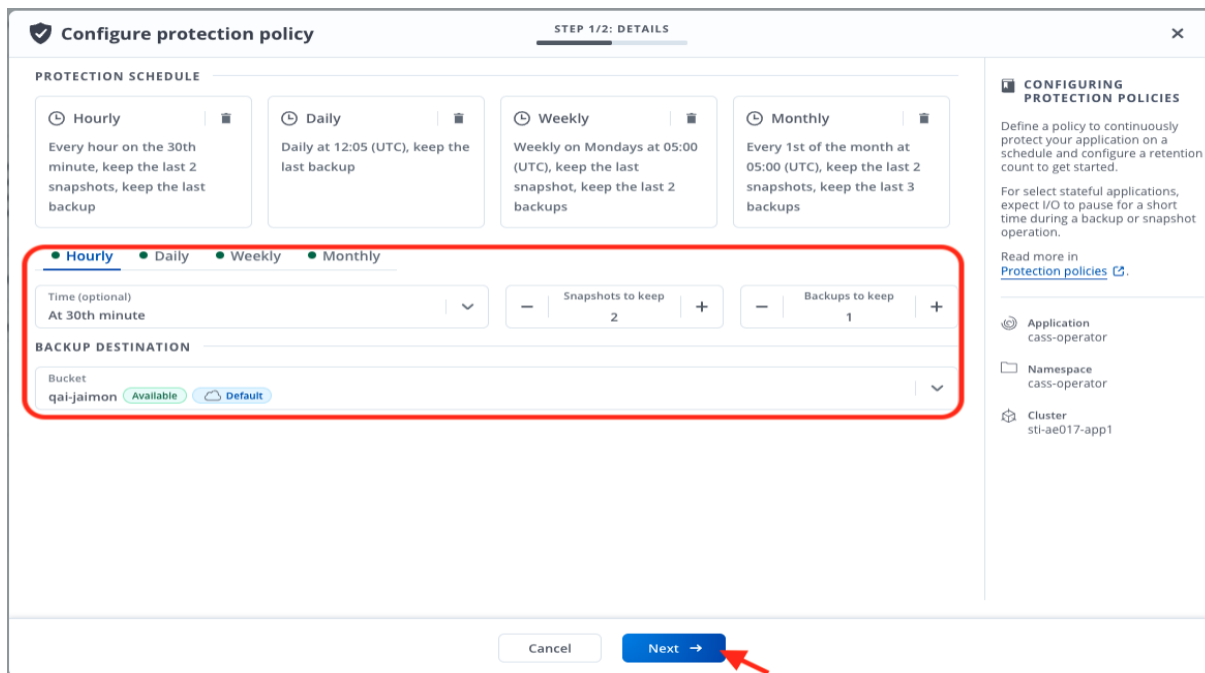 Configure protection policy
STEP 1/2: DETAILS
PROTECTION SCHEDULE
Hourly
Every hour on the 30th
minute, keep the last 2
snapshots, keep the last
backup
Daily
Daily at 12:05 (UTC), keep the
last backup
Weekly
Weekly on Mondays at 05:00
(UTC), keep the last
snapshot, keep the last 2
backups
Monthly
Every 1st of the month at
05:00 (UTC), keep the last 2
snapshots, keep the last 3
backups
Hourly Daily Weekly Monthly
Time (optional)
At 30th minute
Snapshots to keep
2
Backups to keep
1
BACKUP DESTINATION
Bucket
qai-jaimon Available Default
CONFIGURING
PROTECTION POLICIES
Define a policy to continuously
protect your application on a
schedule and configure a retention
count to get started.
For select stateful applications,
expect I/O to pause for a short
time during a backup or snapshot
operation.
Read more in
Protection policies.
Application
cass-operator
Namespace
cass-operator
Cluster
sti-ae017-app1
Cancel
Next